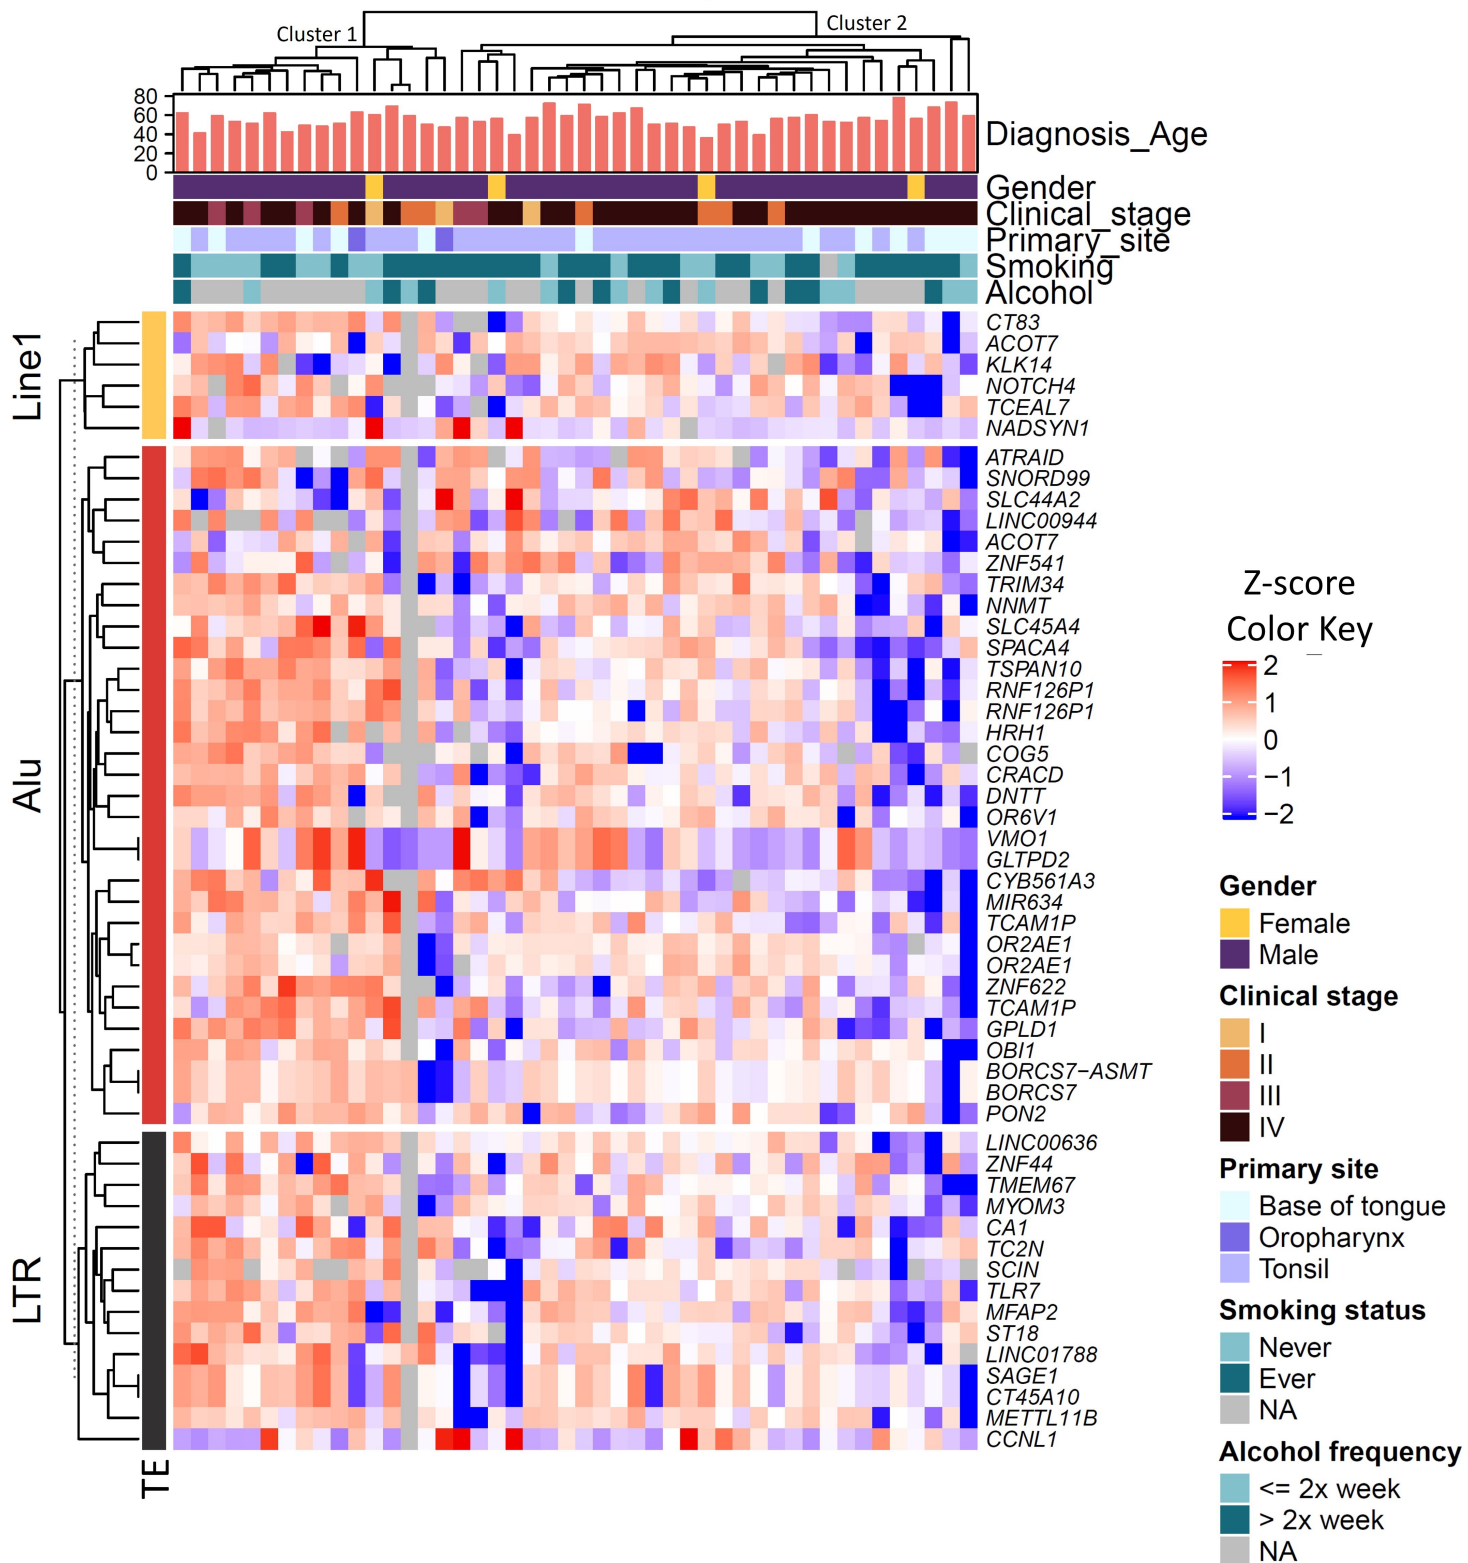 Cluster 1
Cluster 2
80
60
40
20
0
Diagnosis_Age
Gender
Clinical_stage
Primary_site
Smoking
Alcohol
Line1
CT83
ACOT7
KLK14
NOTCH4
TCEAL7
NADSYN1
Alu
ATRAID
SNORD99
SLC44A2
LINC00944
ACOT7
ZNF541
TRIM34
NNMT
SLC45A4
SPACA4
TSPAN10
RNF126P1
RNF126P1
HRH1
COG5
CRACD
DNTT
OR6V1
VMO1
GLTPD2
CYB561A3
MIR634
TCAM1P
OR2AE1
OR2AE1
ZNF622
TCAM1P
GPLD1
OBI1
BORCS7−ASMT
BORCS7
PON2
LTR
LINC00636
ZNF44
TMEM67
MYOM3
CA1
TC2N
SCIN
TLR7
MFAP2
ST18
LINC01788
SAGE1
CT45A10
METTL11B
CCNL1
TE
Z-score
Color Key
2
1
0
−1
−2
Gender
Female
Male
Clinical stage
I
II
III
IV
Primary site
Base of tongue
Oropharynx
Tonsil
Smoking status
Never
Ever
NA
Alcohol frequency
<= 2x week
> 2x week
NA